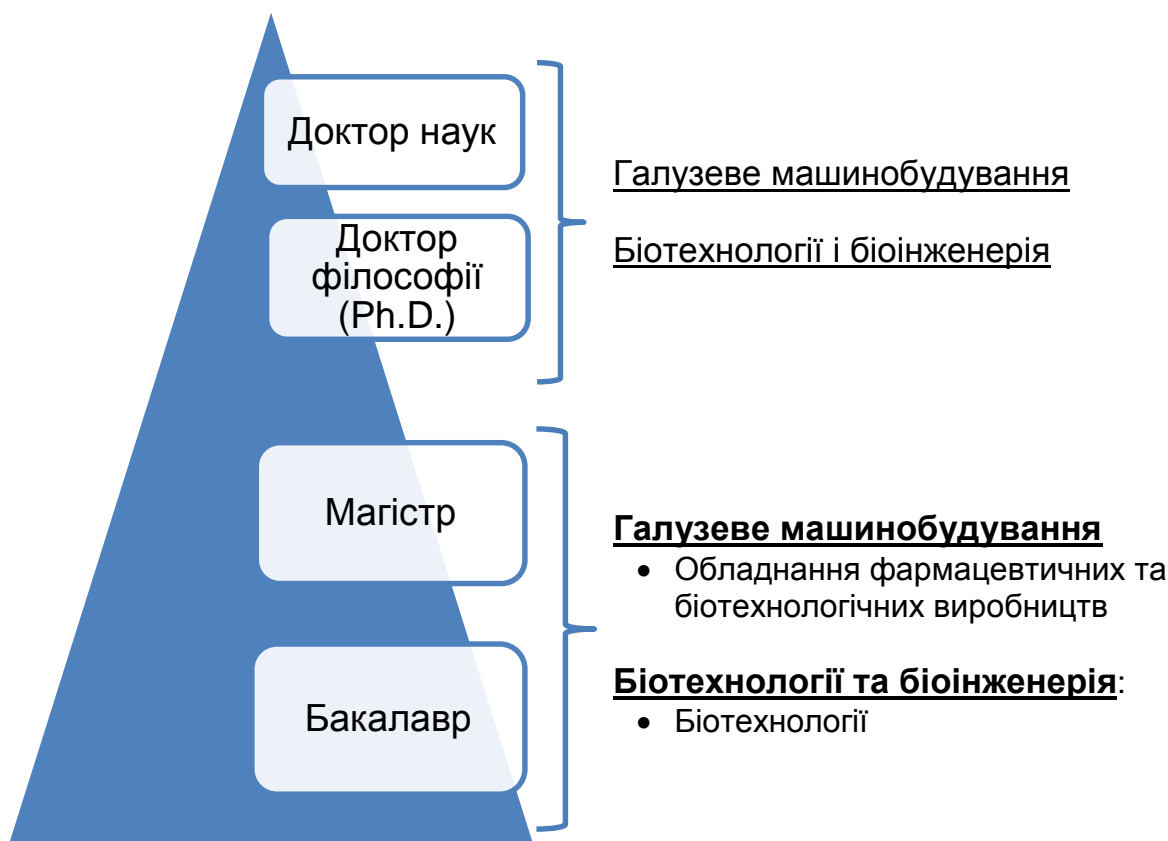 Доктор наук
Доктор
філософії
(Ph.D.)
Галузеве машинобудування
Біотехнології і біоінженерія
Магістр
Бакалавр
Галузеве машинобудування
• Обладнання фармацевтичних та
біотехнологічних виробництв
Біотехнології та біоінженерія:
• Біотехнології